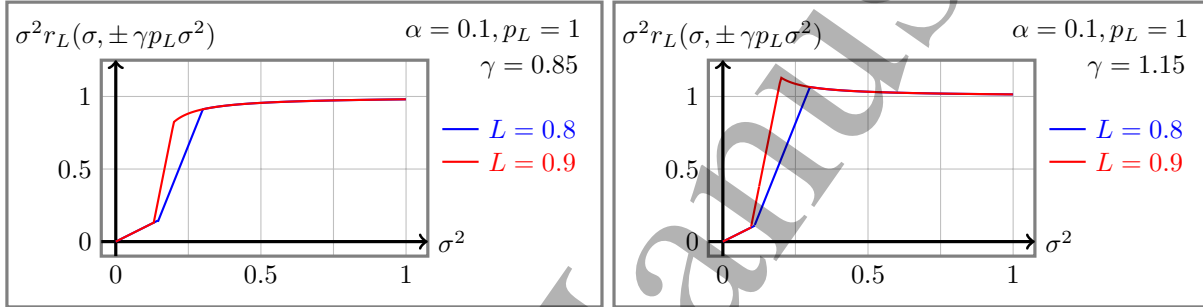 σ²r_L(σ, ± γp_Lσ²)
α = 0.1, p_L = 1
γ = 0.85
1
0.5
0
L = 0.8
L = 0.9
σ²
0 0.5 1
σ²r_L(σ, ± γp_Lσ²)
α = 0.1, p_L = 1
γ = 1.15
1
0.5
0
L = 0.8
L = 0.9
σ²
0 0.5 1
anus